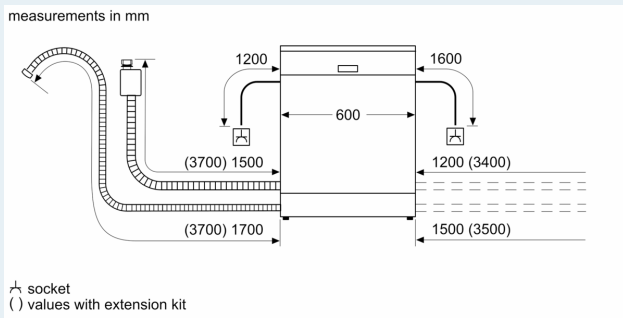 measurements in mm
1200
1600
600
(3700) 1500
1200 (3400)
(3700) 1700
1500 (3500)
socket
( ) values with extension kit